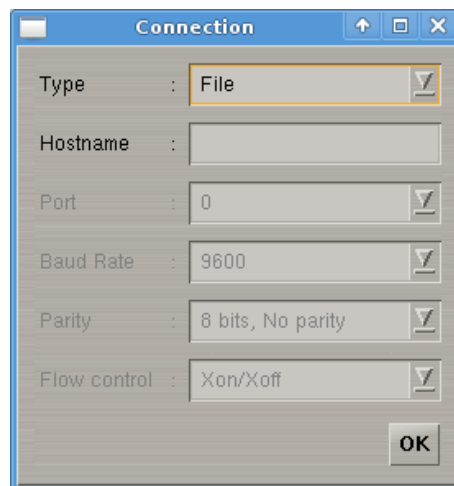 Connection
Type : File
Hostname :
Port : 0
Baud Rate : 9600
Parity : 8 bits, No parity
Flow control : Xon/Xoff
OK